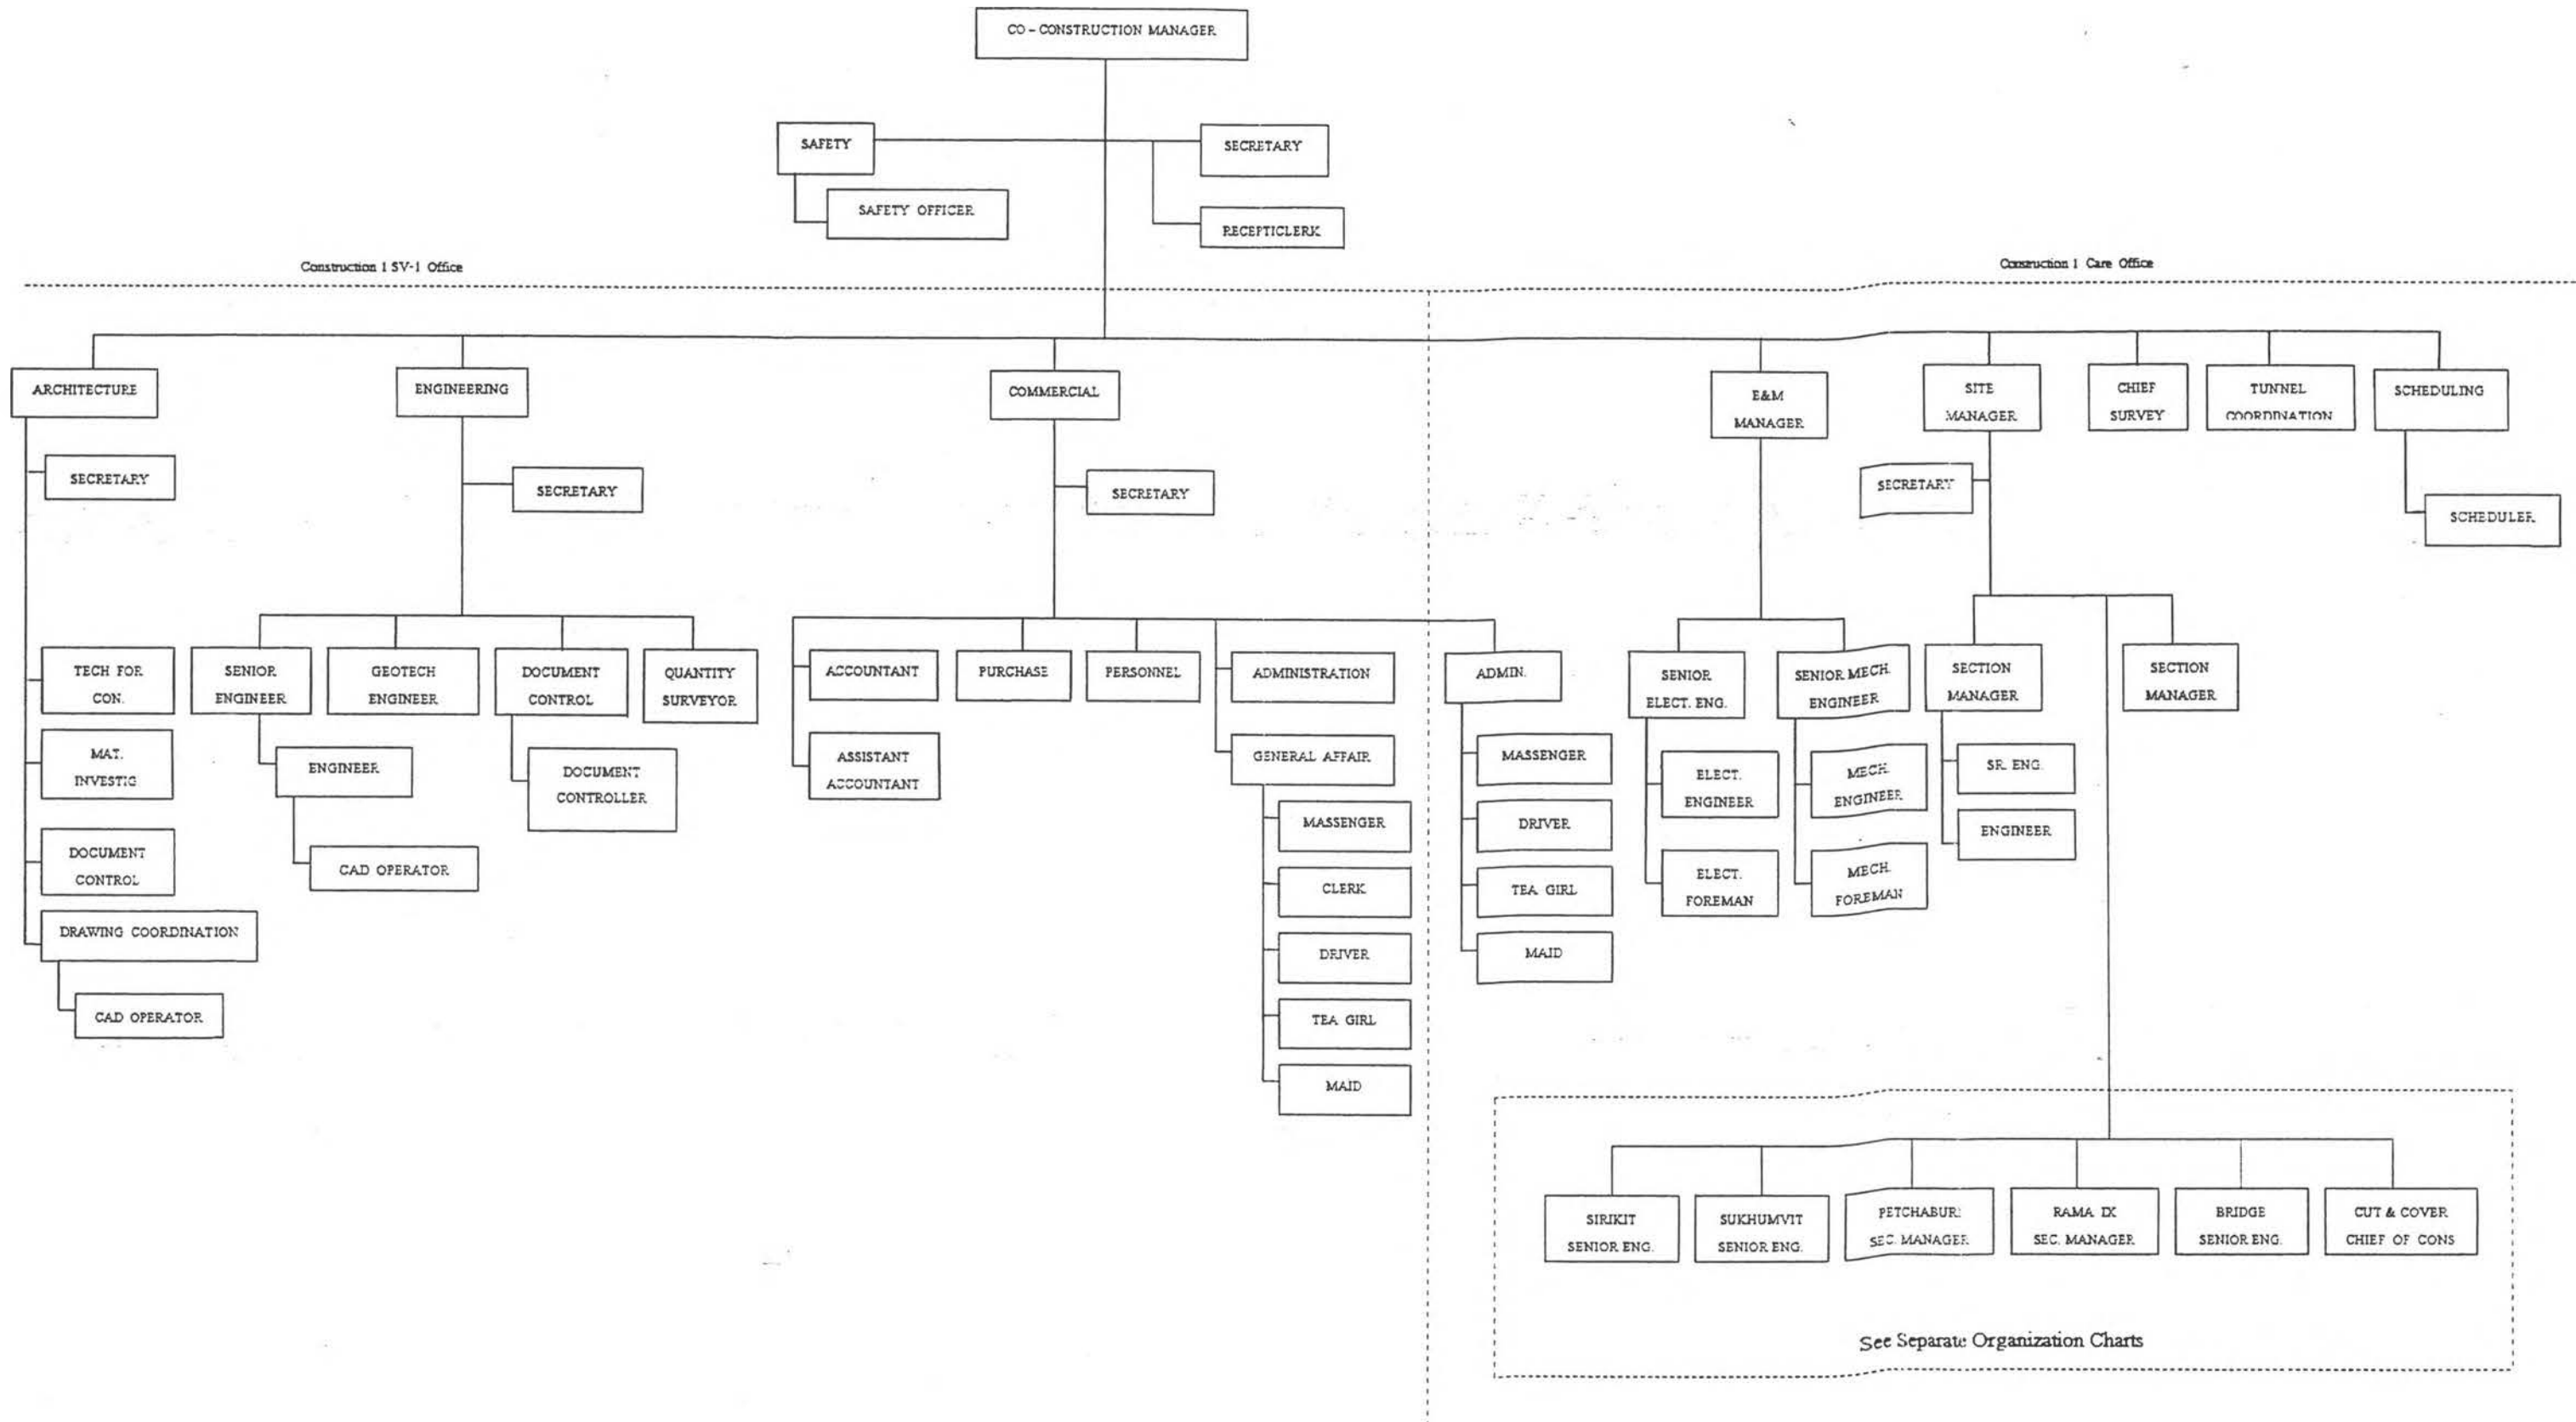 CO - CONSTRUCTION MANAGER
SAFETY
SECRETARY
SAFETY OFFICER
RECEPTICLERK
Construction 1 SV-1 Office
Construction 1 Care Office
ARCHITECTURE
ENGINEERING
COMMERCIAL
E&M
MANAGER
SITE
MANAGER
CHIEF
SURVEY
TUNNEL
COORDINATION
SCHEDULING
SECRETARY
SECRETARY
SECRETARY
SECRETARY
SCHEDULER
TECH FOR
CON.
SENIOR
ENGINEER
GEOTECH
ENGINEER
DOCUMENT
CONTROL
QUANTITY
SURVEYOR
ACCOUNTANT
PURCHASE
PERSONNEL
ADMINISTRATION
ADMIN.
SENIOR
ELECT. ENG.
SENIOR MECH.
ENGINEER
SECTION
MANAGER
SECTION
MANAGER
MAT.
INVESTIG
ENGINEER
DOCUMENT
CONTROLLER
ASSISTANT
ACCOUNTANT
GENERAL AFFAIR
MASSENGER
ELECT.
ENGINEER
MECH.
ENGINEER
SR. ENG.
ENGINEER
DOCUMENT
CONTROL
CAD OPERATOR
MASSENGER
DRIVER
ELECT.
FOREMAN
MECH.
FOREMAN
CLERK
TEA GIRL
DRAWING COORDINATION
DRIVER
MAID
CAD OPERATOR
TEA GIRL
MAID
SIRIKIT
SENIOR ENG.
SUKHUMVIT
SENIOR ENG.
PETCHABURI
SEC. MANAGER
RAMA IX
SEC. MANAGER
BRIDGE
SENIOR ENG.
CUT & COVER
CHIEF OF CONS
See Separate Organization Charts